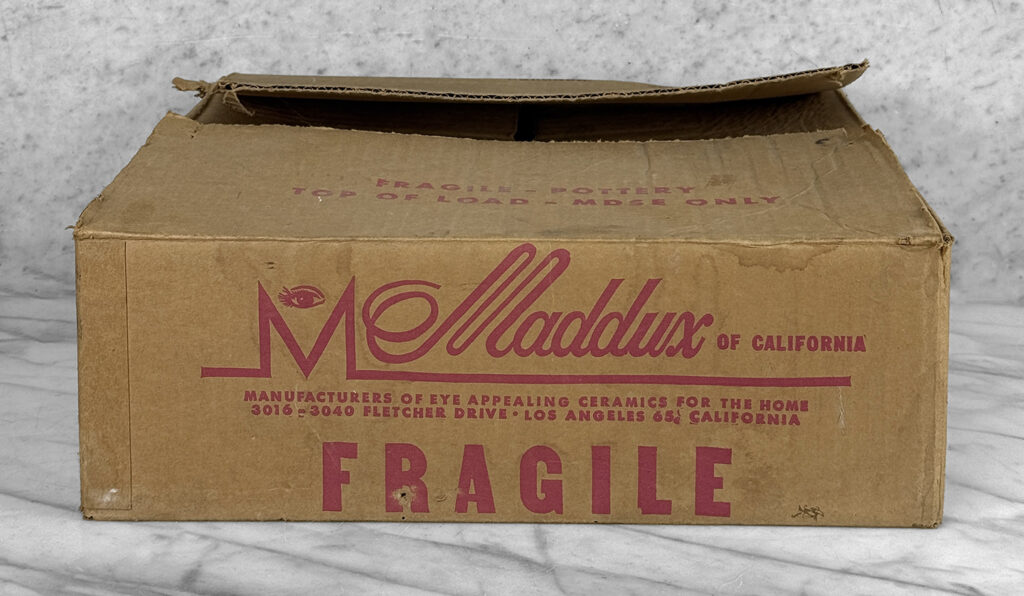 FRAGILE - POTTERY
TOP OF LOAD - MDSE ONLY
M Maddux OF CALIFORNIA
MANUFACTURERS OF EYE APPEALING CERAMICS FOR THE HOME
3016 - 3040 FLETCHER DRIVE · LOS ANGELES 65, CALIFORNIA
FRAGILE